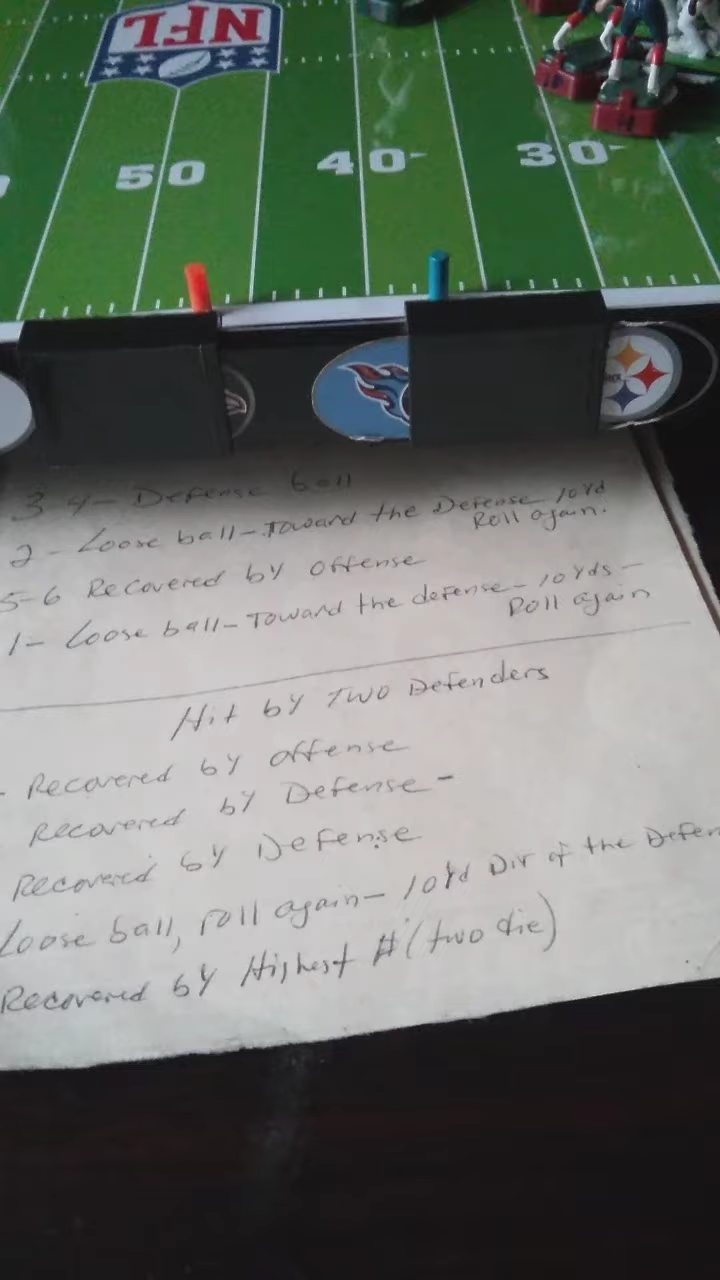 NFL
50
40
30
3 4 - Defense ball
2 - Loose ball - Toward the Defense 10 Yd
Roll again.
5-6 Recovered by offense
1 - Loose ball - Toward the defense - 10 Yds -
Roll again
Hit by Two Defenders
- Recovered by offense
Recovered by Defense -
Recovered by Defense
Loose ball, roll again - 10 Yd Dir of the Defen
Recovered by Highest # (two die)